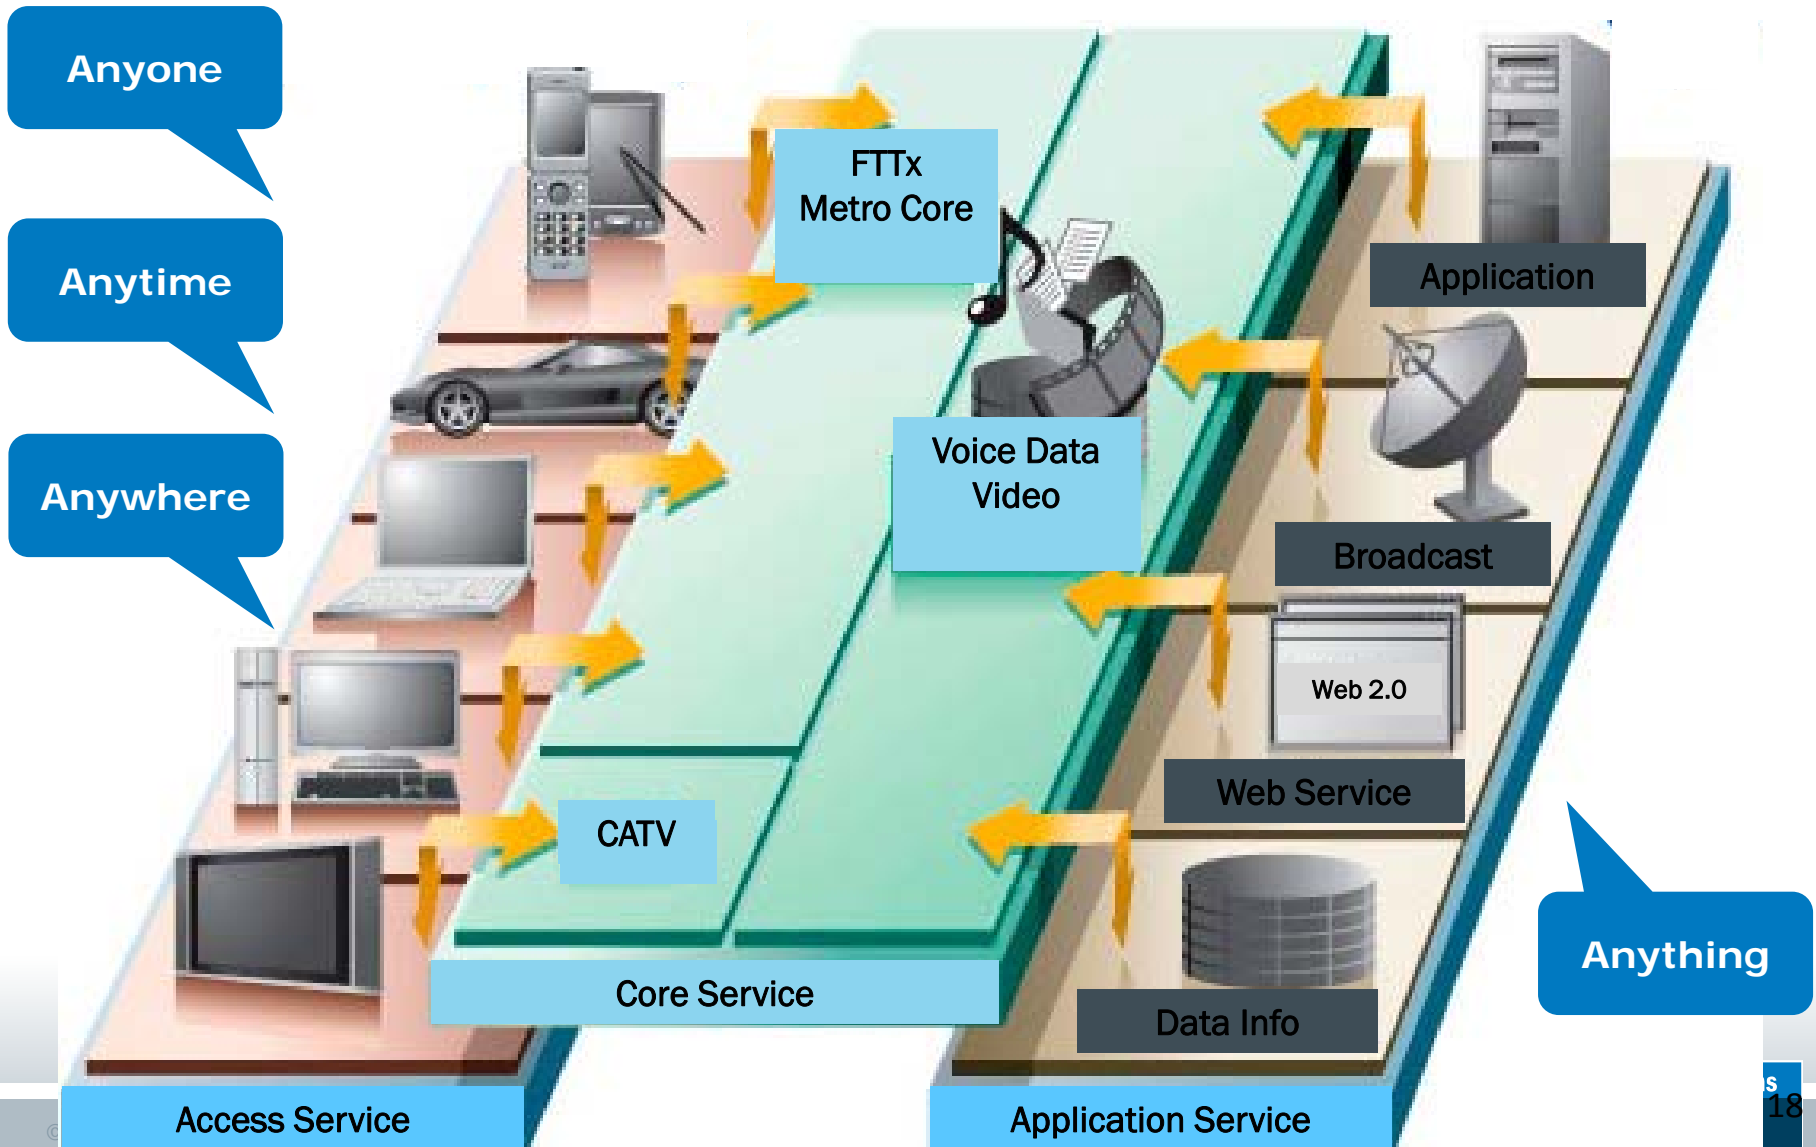 Anyone
Anytime
Anywhere
FTTx
Metro Core
Voice Data
Video
CATV
Core Service
Access Service
Application
Broadcast
Web 2.0
Web Service
Data Info
Application Service
Anything
18
©